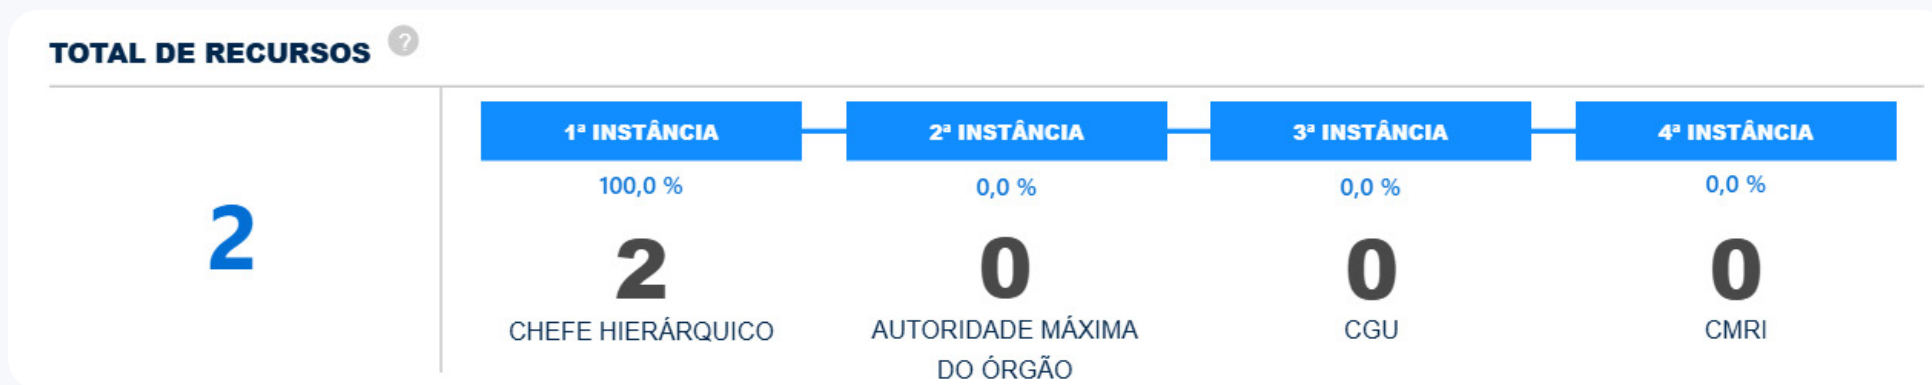 TOTAL DE RECURSOS ?
1ª INSTÂNCIA 2ª INSTÂNCIA 3ª INSTÂNCIA 4ª INSTÂNCIA
100,0 % 0,0 % 0,0 % 0,0 %
2 2 0 0 0
CHEFE HIERÁRQUICO AUTORIDADE MÁXIMA CGU CMRI
DO ÓRGÃO